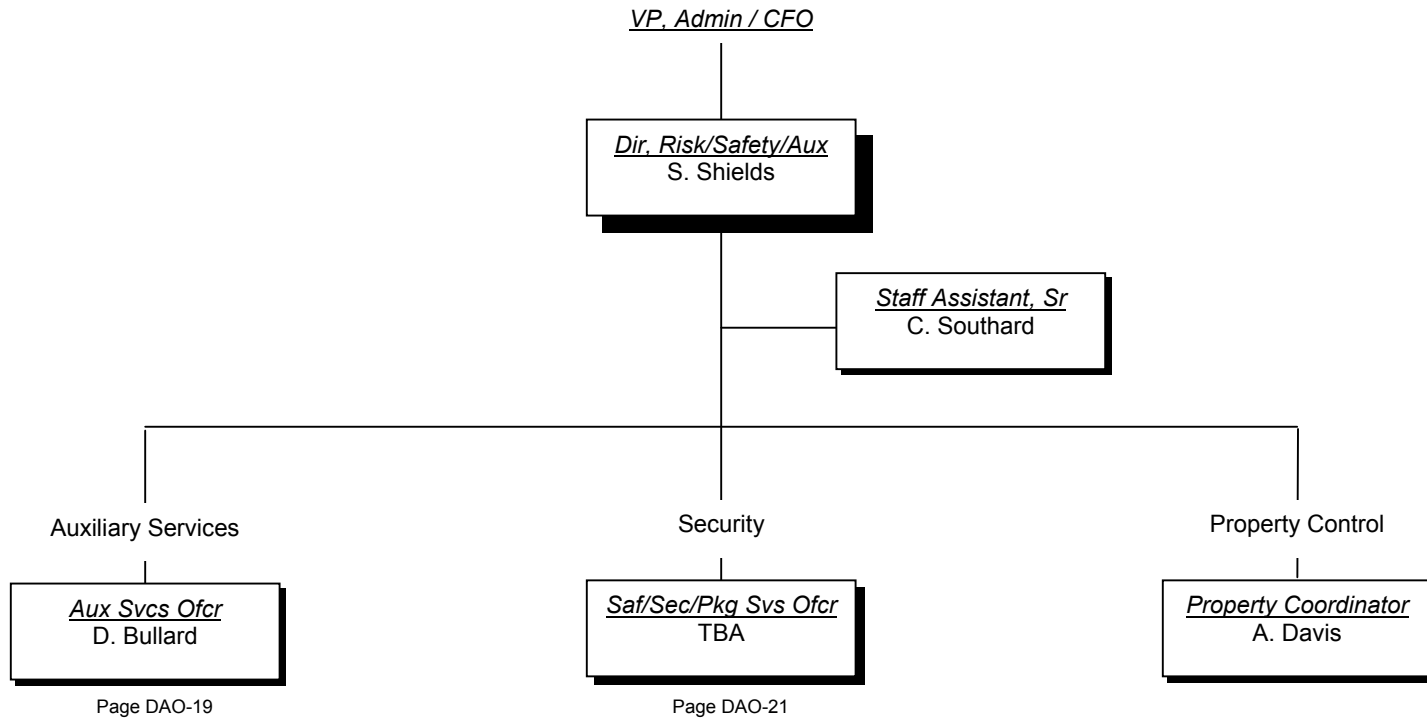 VP, Admin / CFO
Dir, Risk/Safety/Aux
S. Shields
Staff Assistant, Sr
C. Southard
Auxiliary Services
Security
Property Control
Aux Svcs Ofcr
D. Bullard
Saf/Sec/Pkg Svs Ofcr
TBA
Property Coordinator
A. Davis
Page DAO-19
Page DAO-21